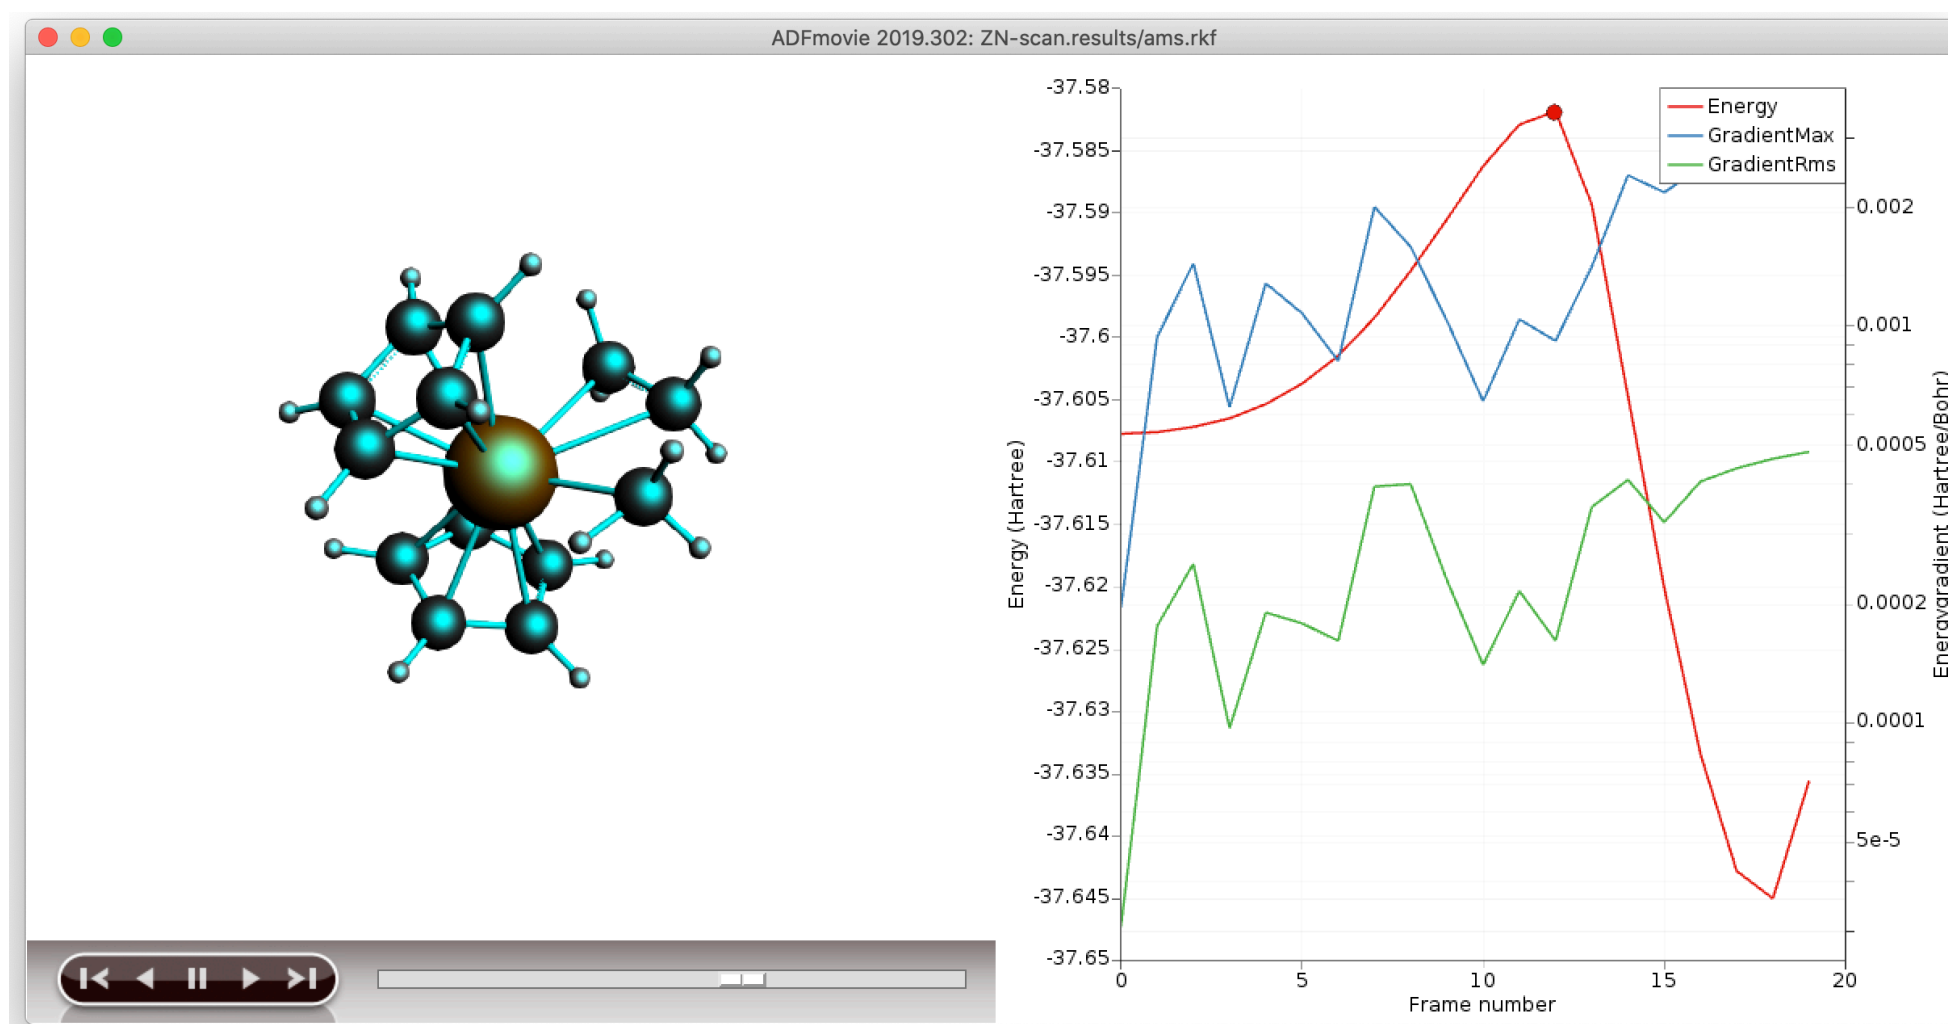 ADFmovie 2019.302: ZN-scan.results/ams.rkf
-37.58
-37.585
-37.59
-37.595
-37.6
-37.605
-37.61
-37.615
-37.62
-37.625
-37.63
-37.635
-37.64
-37.645
-37.65
Energy (Hartree)
Energy
GradientMax
GradientRms
0.002
0.001
0.0005
0.0002
0.0001
5e-5
Energygradient (Hartree/Bohr)
0 5 10 15 20
Frame number